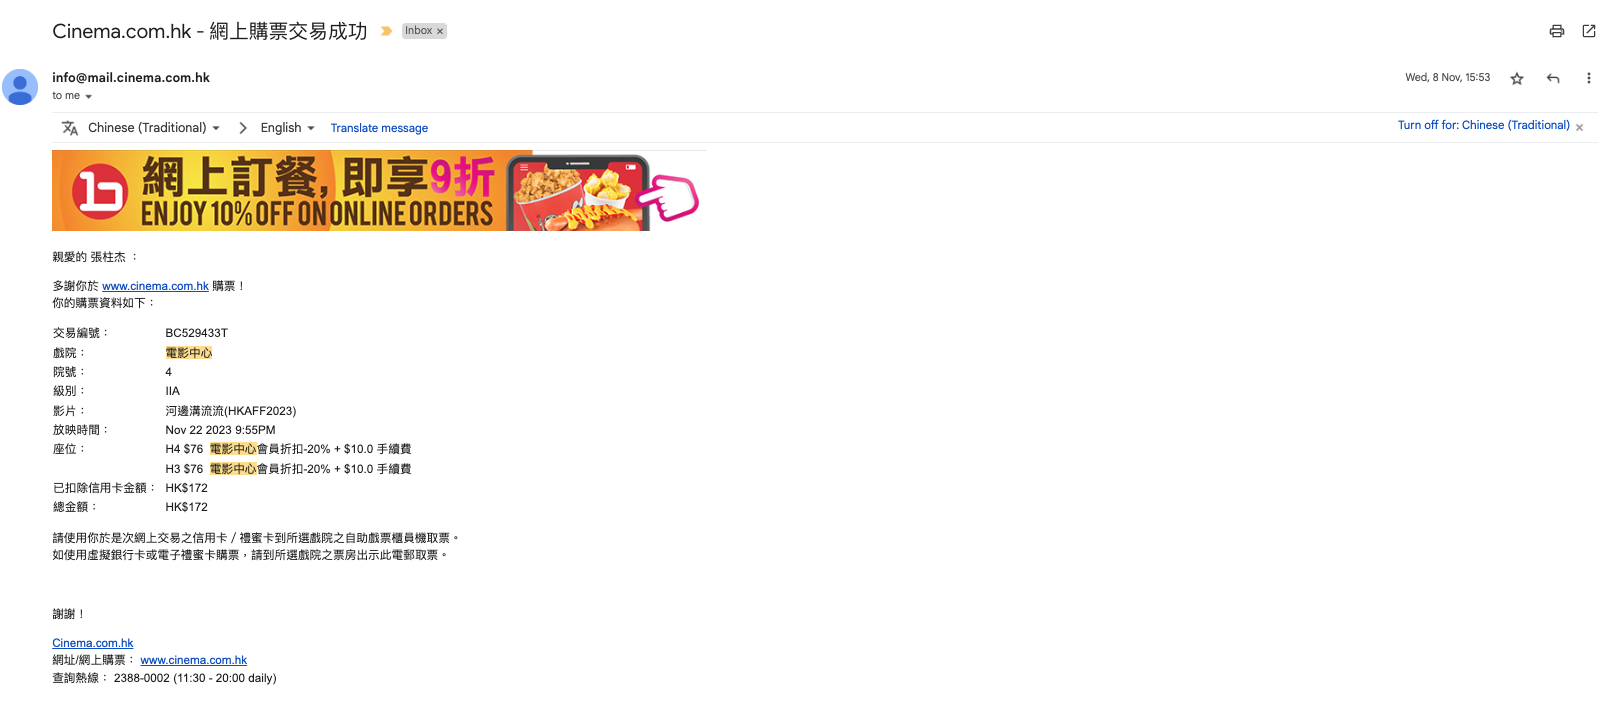 Cinema.com.hk - 網上購票交易成功
Inbox ×
info@mail.cinema.com.hk
Wed, 8 Nov, 15:53
to me
Chinese (Traditional) > English Translate message
Turn off for: Chinese (Traditional) ×
網上訂餐, 即享9折
ENJOY 10% OFF ON ONLINE ORDERS
親愛的 張柱杰 ：
多謝你於 www.cinema.com.hk 購票！
你的購票資料如下：
交易編號： BC529433T
戲院： 電影中心
院號： 4
級別： IIA
影片： 河邊溝流流(HKAFF2023)
放映時間： Nov 22 2023 9:55PM
座位： H4 $76 電影中心會員折扣-20% + $10.0 手續費
H3 $76 電影中心會員折扣-20% + $10.0 手續費
已扣除信用卡金額： HK$172
總金額： HK$172
請使用你於是次網上交易之信用卡 / 禮蜜卡到所選戲院之自助戲票櫃員機取票。
如使用虛擬銀行卡或電子禮蜜卡購票，請到所選戲院之票房出示此電郵取票。
謝謝！
Cinema.com.hk
網址/網上購票： www.cinema.com.hk
查詢熱線： 2388-0002 (11:30 - 20:00 daily)